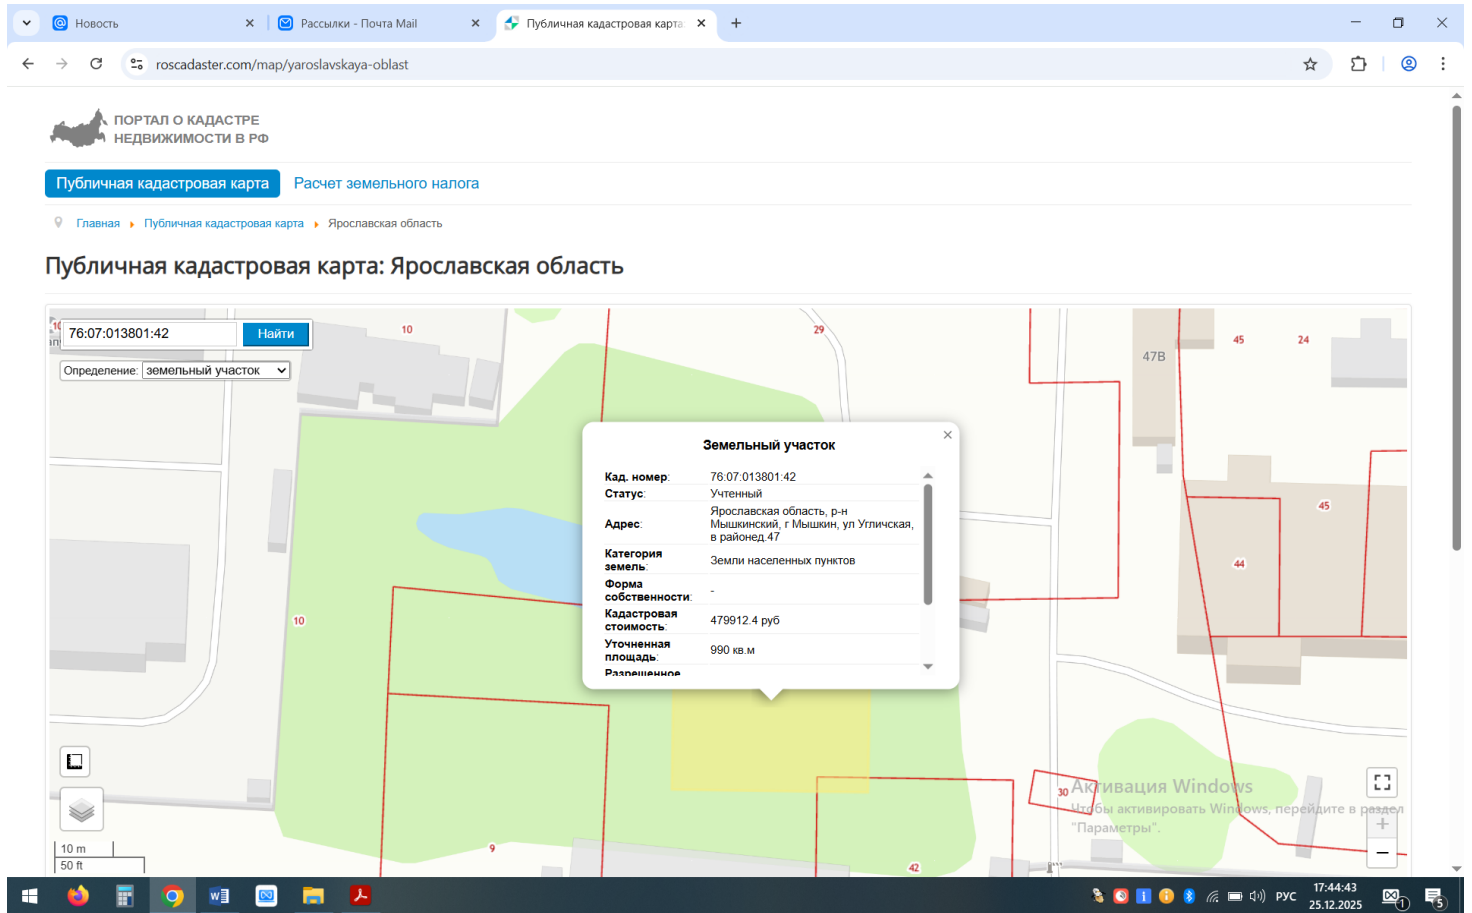 Новость
Рассылки - Почта Mail
Публичная кадастровая карта
roscadaster.com/map/yaroslavskaya-oblast
ПОРТАЛ О КАДАСТРЕ
НЕДВИЖИМОСТИ В РФ
Публичная кадастровая карта
Расчет земельного налога
Главная
Публичная кадастровая карта
Ярославская область
Публичная кадастровая карта: Ярославская область
76:07:013801:42
Найти
Определение: земельный участок
10
29
47В
45
24
Земельный участок
Кад. номер: 76:07:013801:42
Статус: Учтенный
Адрес: Ярославская область, р-н
Мышкинский, г Мышкин, ул Угличская,
в районед.47
Категория
земель: Земли населенных пунктов
Форма
собственности: -
Кадастровая
стоимость: 479912.4 руб
Уточненная
площадь: 990 кв.м
Разрешенное
45
44
10
30
9
42
Активация Windows
Чтобы активировать Windows, перейдите в раздел
"Параметры".
10 m
50 ft
РУС
17:44:43
25.12.2025
1
5